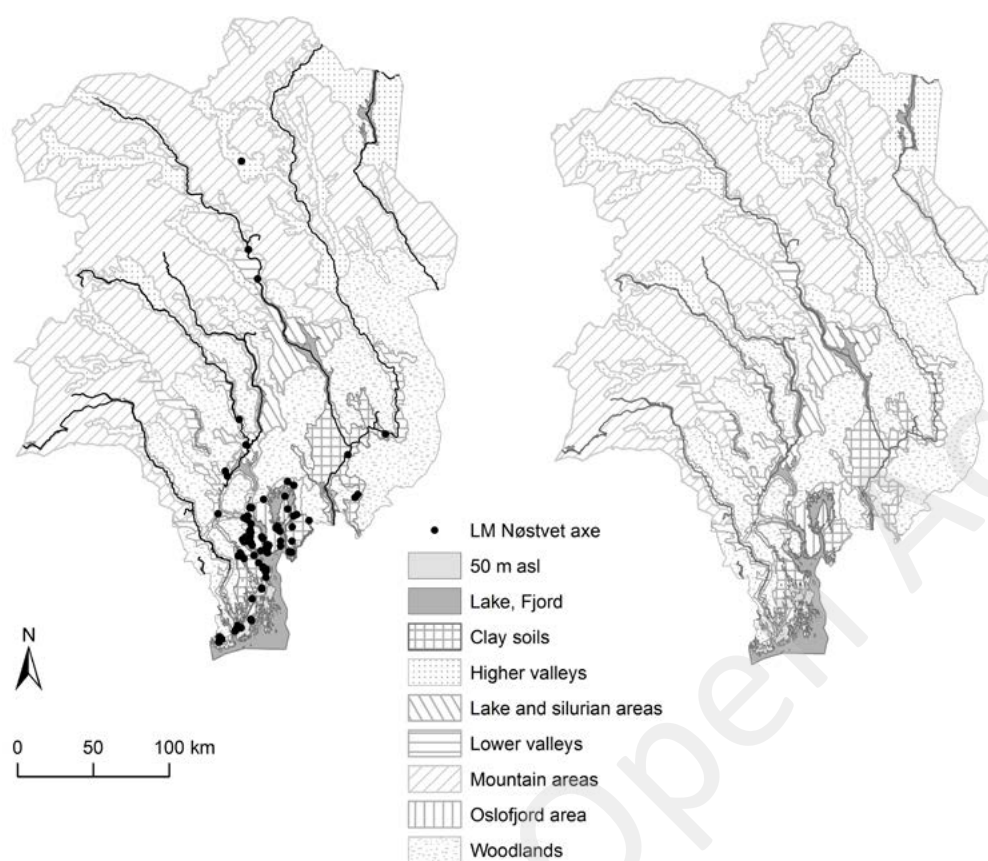 LM Nøstvet axe
50 m asl
Lake, Fjord
Clay soils
Higher valleys
Lake and silurian areas
Lower valleys
Mountain areas
Oslofjord area
Woodlands
N
0 50 100 km
Open A